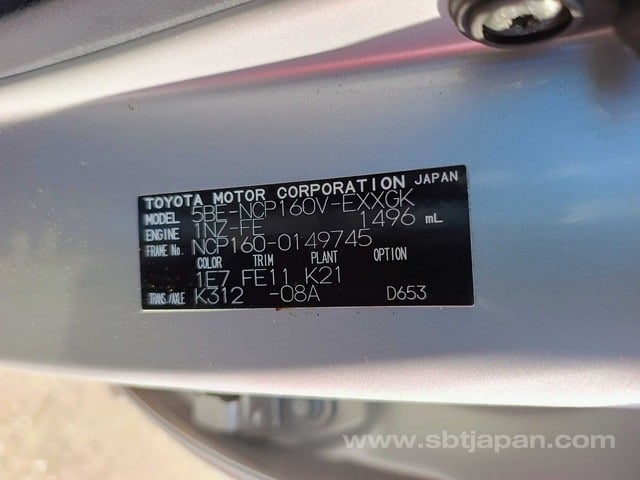 TOYOTA MOTOR CORPORATION JAPAN
MODEL 5BE-NCP160V-EXXGK
ENGINE 1NZ-FE 1496 mL
FRAME No. NCP160-0149745
COLOR TRIM PLANT OPTION
1E7 FE11 K21
TRANS/AXLE K312 -08A D653
www.sbtjapan.com